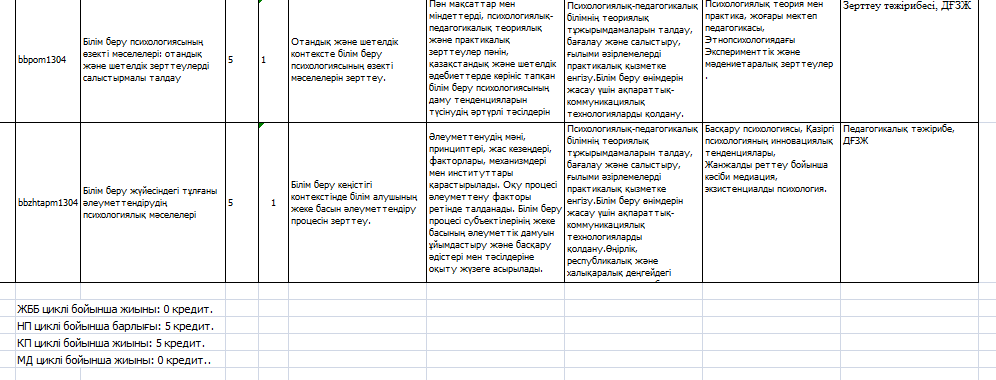 bbpom1304
Білім беру психологиясының
өзекті мәселелері: отандық
және шетелдік зерттеулерді
салыстырмалы талдау
5
1
Отандық және шетелдік
контексте білім беру
психологиясының өзекті
мәселелерін зерттеу.
Пән мақсаттар мен
міндеттерді, психологиялық-
педагогикалық теориялық
және практикалық
зерттеулер пәнін,
қазақстандық және шетелдік
әдебиеттерде көрініс тапқан
білім беру психологиясының
даму тенденцияларын
түсінудің әртүрлі тәсілдерін
Психологиялық-педагогикалық
білімнің теориялық
тұжырымдамаларын талдау,
бағалау және салыстыру,
ғылыми әзірлемелерді
практикалық қызметке
енгізу.Білім беру өнімдерін
жасау үшін ақпараттық-
коммуникациялық
технологияларды қолдану.
Психологиялық теория мен
практика, жоғары мектеп
педагогикасы,
Этнопсихологиядағы
Эксперименттік және
мәдениетаралық зерттеулер
.
Зерттеу тәжірибесі, ДҒЗЖ
bbzhtapm1304
Білім беру жүйесіндегі тұлғаны
әлеуметтендірудің
психологиялық мәселелері
5
1
Білім беру кеңістігі
контекстінде білім алушының
жеке басын әлеуметтендіру
процесін зерттеу.
Әлеуметтенудің мәні,
принциптері, жас кезеңдері,
факторлары, механизмдері
мен институттары
қарастырылады. Оқу процесі
әлеуметтену факторы
ретінде талданады. Білім беру
процесі субъектілерінің жеке
басының әлеуметтік дамуын
ұйымдастыру және басқару
әдістері мен тәсілдеріне
оқыту жүзеге асырылады.
Психологиялық-педагогикалық
білімнің теориялық
тұжырымдамаларын талдау,
бағалау және салыстыру,
ғылыми әзірлемелерді
практикалық қызметке
енгізу.Білім беру өнімдерін
жасау үшін ақпараттық-
коммуникациялық
технологияларды
қолдану.Өңірлік,
республикалық және
халықаралық деңгейдегі
Басқару психологиясы, Қазіргі
психологияның инновациялық
тенденциялары,
Жанжалды реттеу бойынша
кәсіби медиация,
экзистенциалды психология.
Педагогикалық тәжірибе,
ДҒЗЖ
ЖББ циклі бойынша жиыны: 0 кредит.
НП циклі бойынша барлығы: 5 кредит.
КП циклі бойынша жиыны: 5 кредит.
МД циклі бойынша жиыны: 0 кредит..